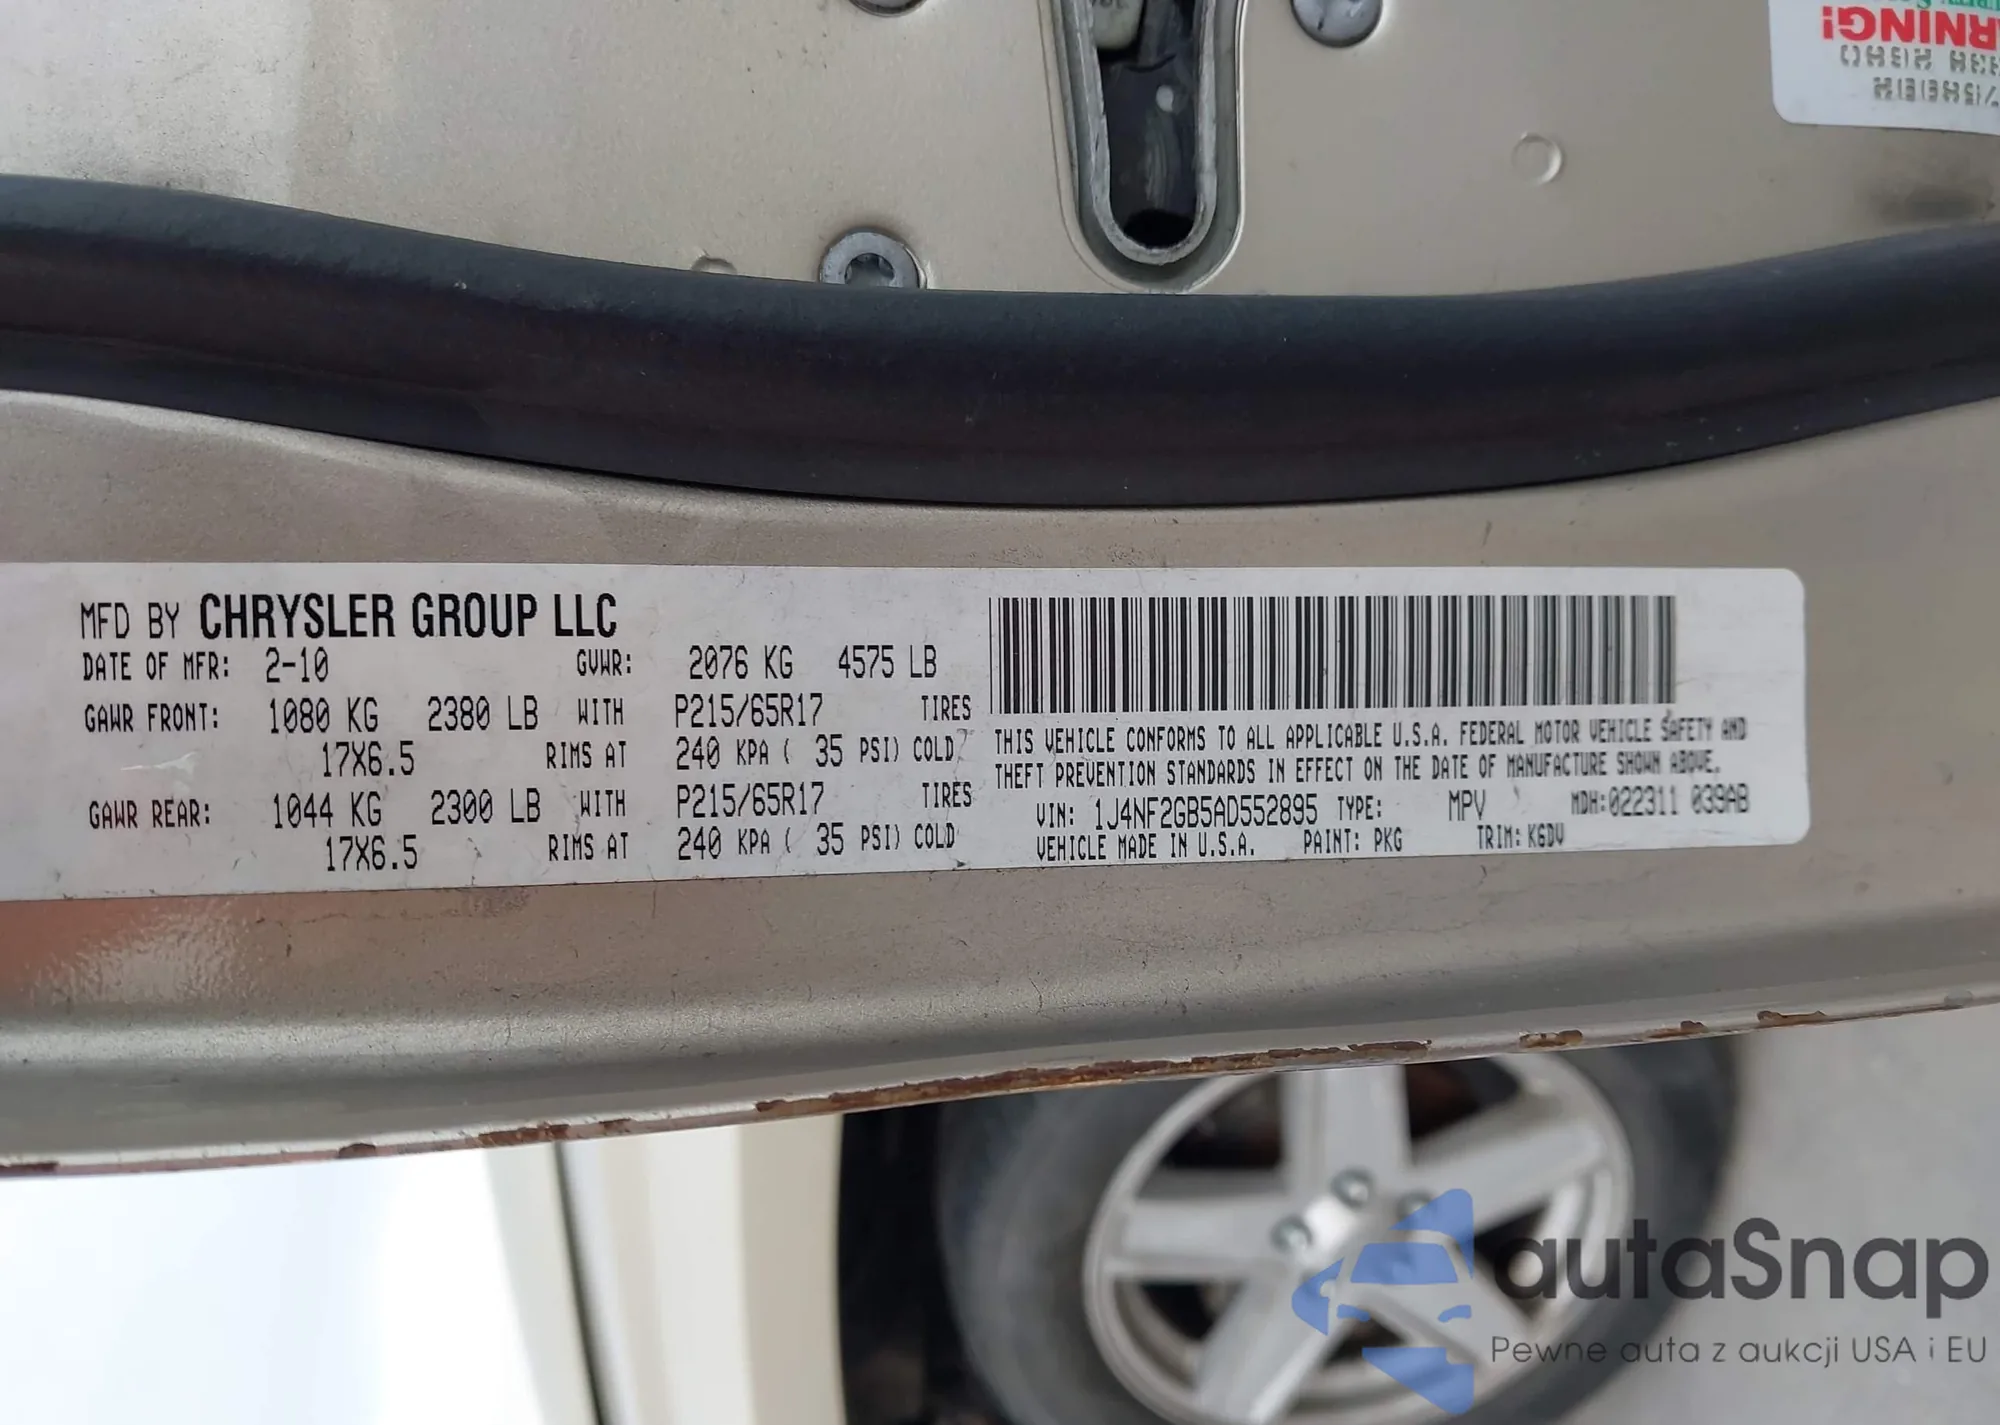 WARNING!
MFD BY CHRYSLER GROUP LLC
DATE OF MFR: 2-10 GVWR: 2076 KG 4575 LB
GAWR FRONT: 1080 KG 2380 LB WITH P215/65R17 TIRES
17X6.5 RIMS AT 240 KPA ( 35 PSI) COLD
GAWR REAR: 1044 KG 2300 LB WITH P215/65R17 TIRES
17X6.5 RIMS AT 240 KPA ( 35 PSI) COLD
THIS VEHICLE CONFORMS TO ALL APPLICABLE U.S.A. FEDERAL MOTOR VEHICLE SAFETY AND
THEFT PREVENTION STANDARDS IN EFFECT ON THE DATE OF MANUFACTURE SHOWN ABOVE.
VIN: 1J4NF2GB5AD552895 TYPE: MPV MDH:022311 039AB
VEHICLE MADE IN U.S.A. PAINT: PKG TRIM: K6DV
autaSnap
Pewne auta z aukcji USA i EU